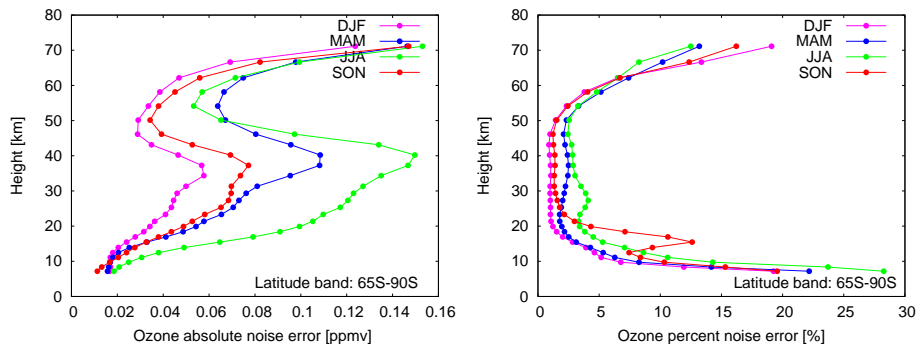 80
70
60
50
40
30
20
10
0
Height [km]
DJF
MAM
JJA
SON
Latitude band: 65S-90S
0 0.02 0.04 0.06 0.08 0.1 0.12 0.14 0.16
Ozone absolute noise error [ppmv]
80
70
60
50
40
30
20
10
0
Height [km]
DJF
MAM
JJA
SON
Latitude band: 65S-90S
0 5 10 15 20 25 30
Ozone percent noise error [%]